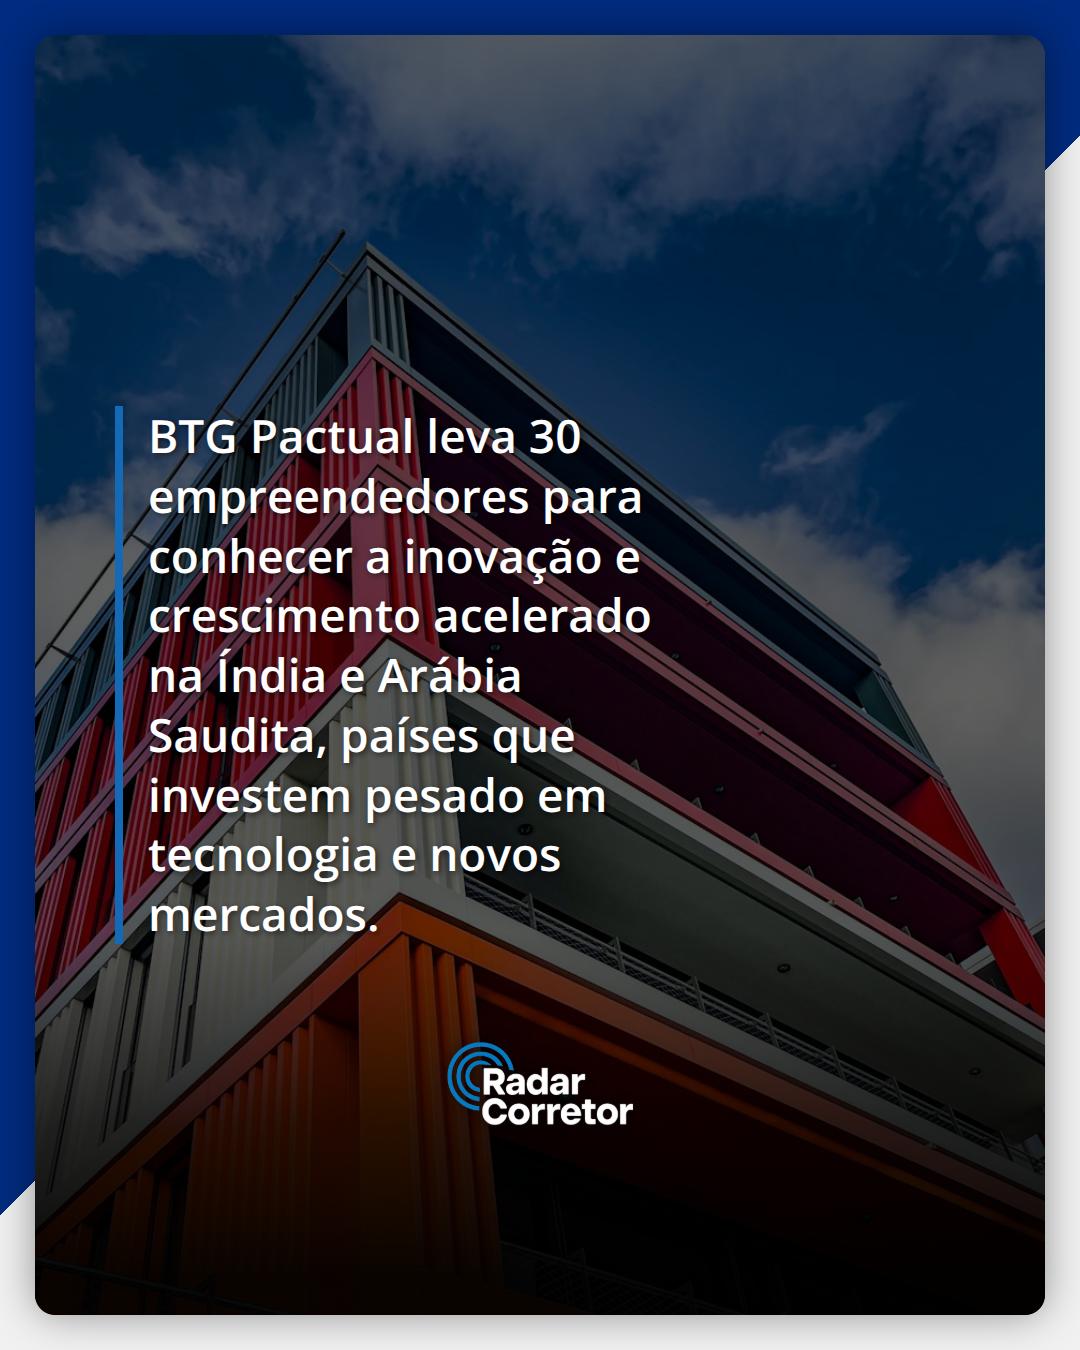 BTG Pactual leva 30
empreendedores para
conhecer a inovação e
crescimento acelerado
na Índia e Arábia
Saudita, países que
investem pesado em
tecnologia e novos
mercados.
Radar
Corretor